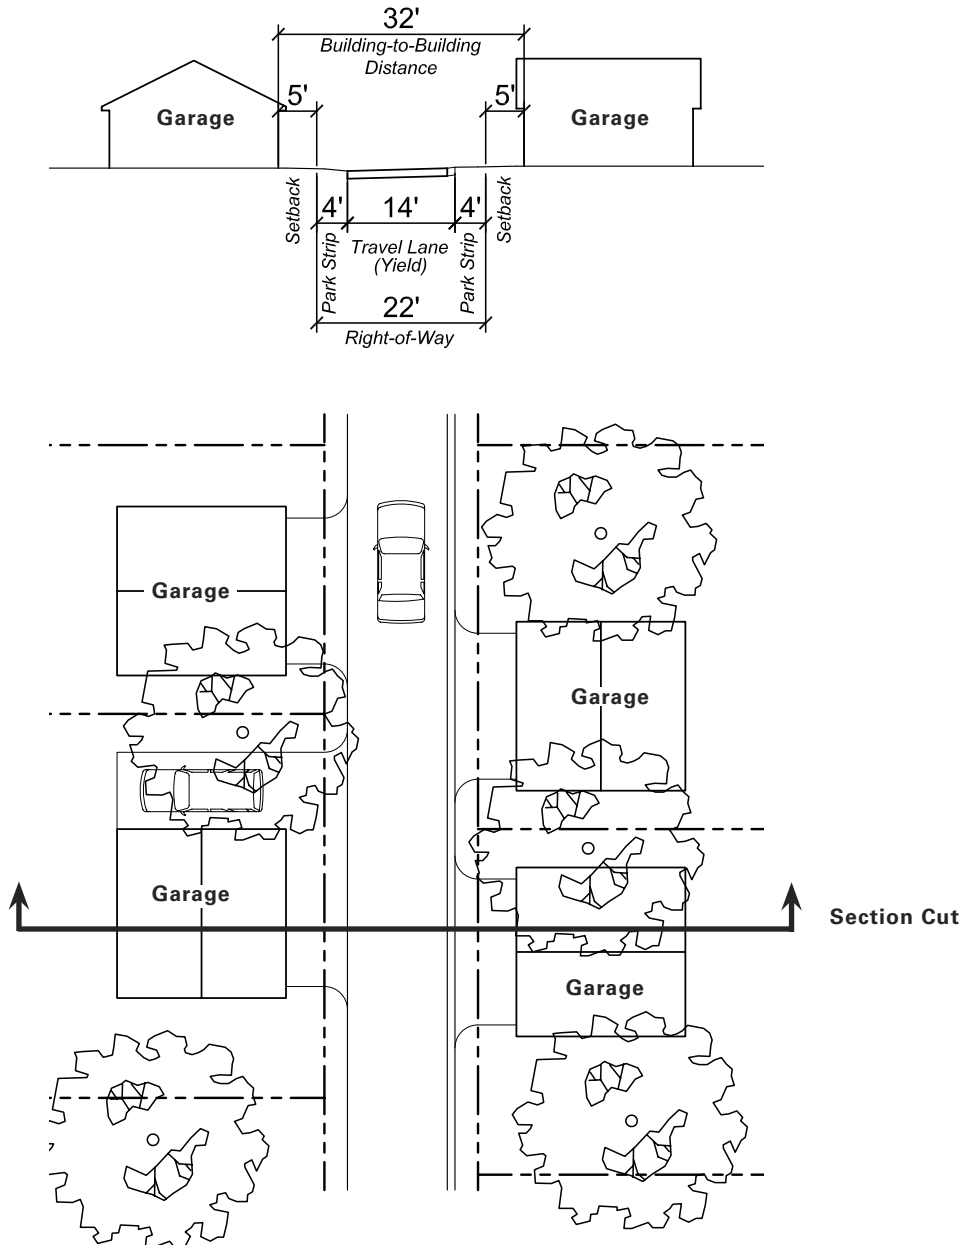 32'
Building-to-Building
Distance
5'
5'
Garage
Garage
Setback
4'
14'
4'
Setback
Park Strip
Travel Lane
(Yield)
Park Strip
22'
Right-of-Way
Garage
Garage
Garage
Section Cut
Garage